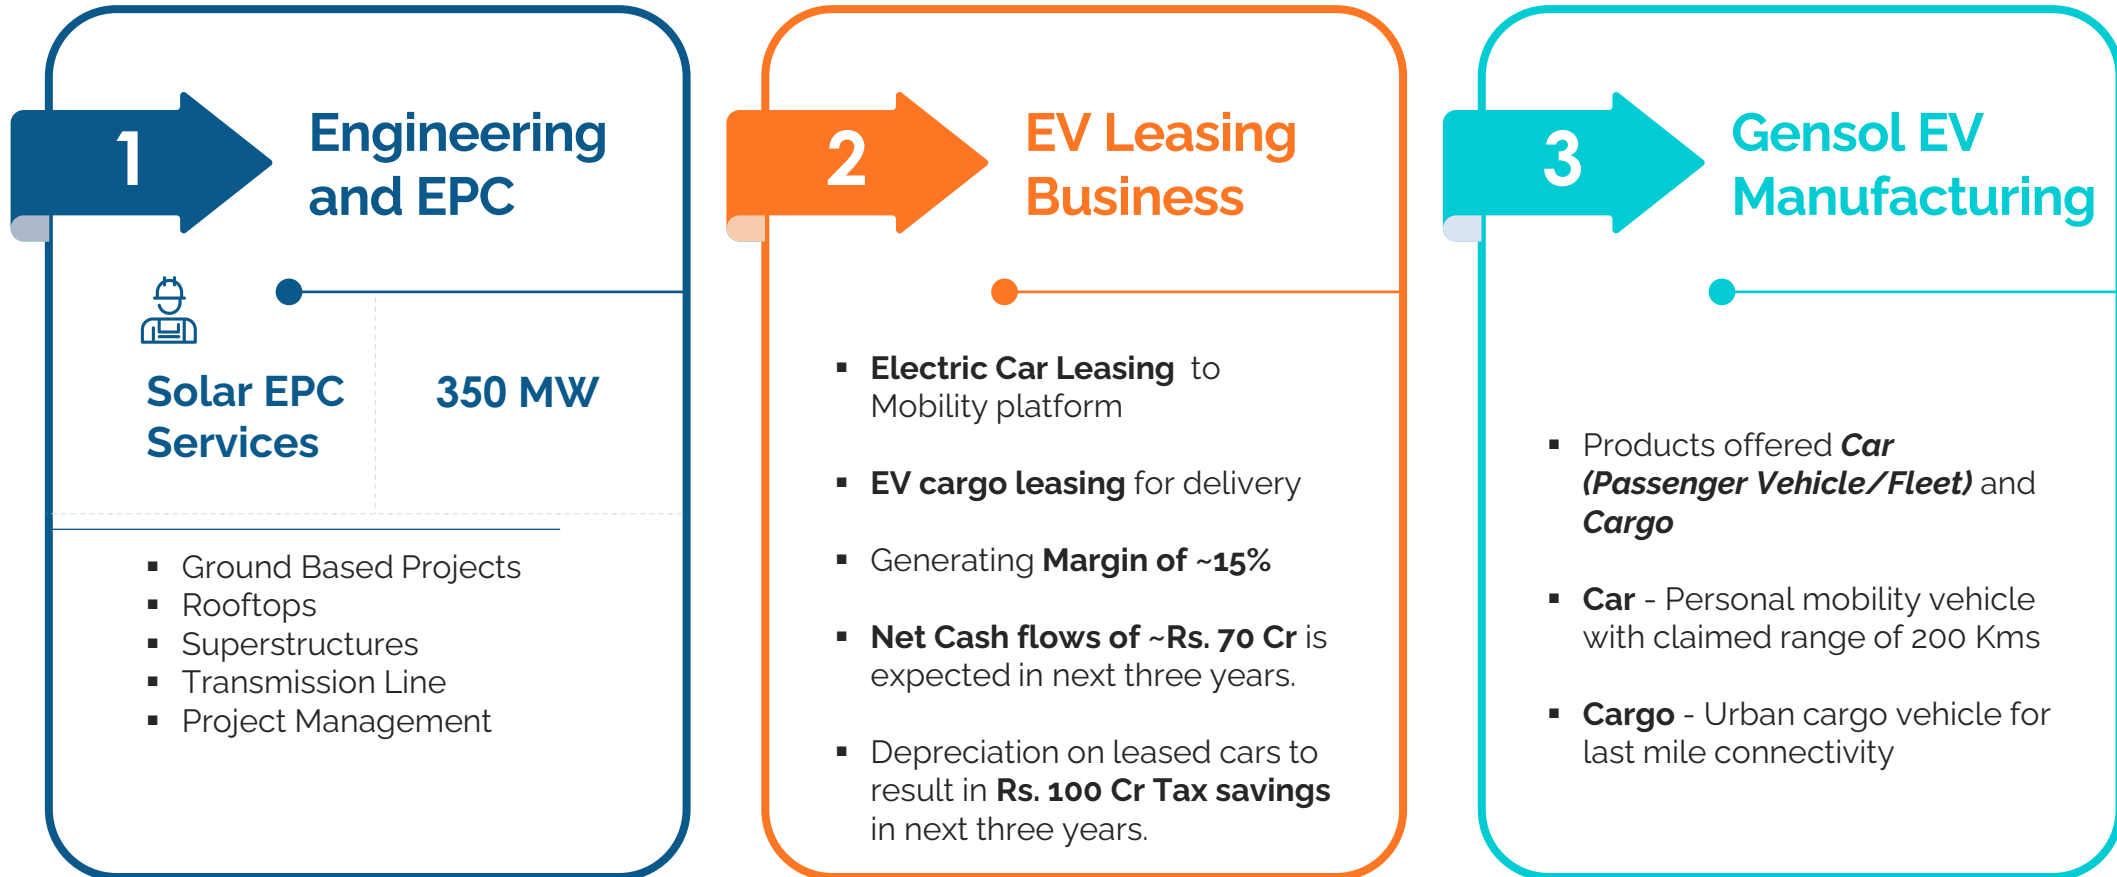 1
Engineering
and EPC
Solar EPC
Services
350 MW
▪ Ground Based Projects
▪ Rooftops
▪ Superstructures
▪ Transmission Line
▪ Project Management
2
EV Leasing
Business
▪ Electric Car Leasing to
Mobility platform
▪ EV cargo leasing for delivery
▪ Generating Margin of ~15%
▪ Net Cash flows of ~Rs. 70 Cr is
expected in next three years.
▪ Depreciation on leased cars to
result in Rs. 100 Cr Tax savings
in next three years.
3
Gensol EV
Manufacturing
▪ Products offered Car
(Passenger Vehicle/Fleet) and
Cargo
▪ Car - Personal mobility vehicle
with claimed range of 200 Kms
▪ Cargo - Urban cargo vehicle for
last mile connectivity